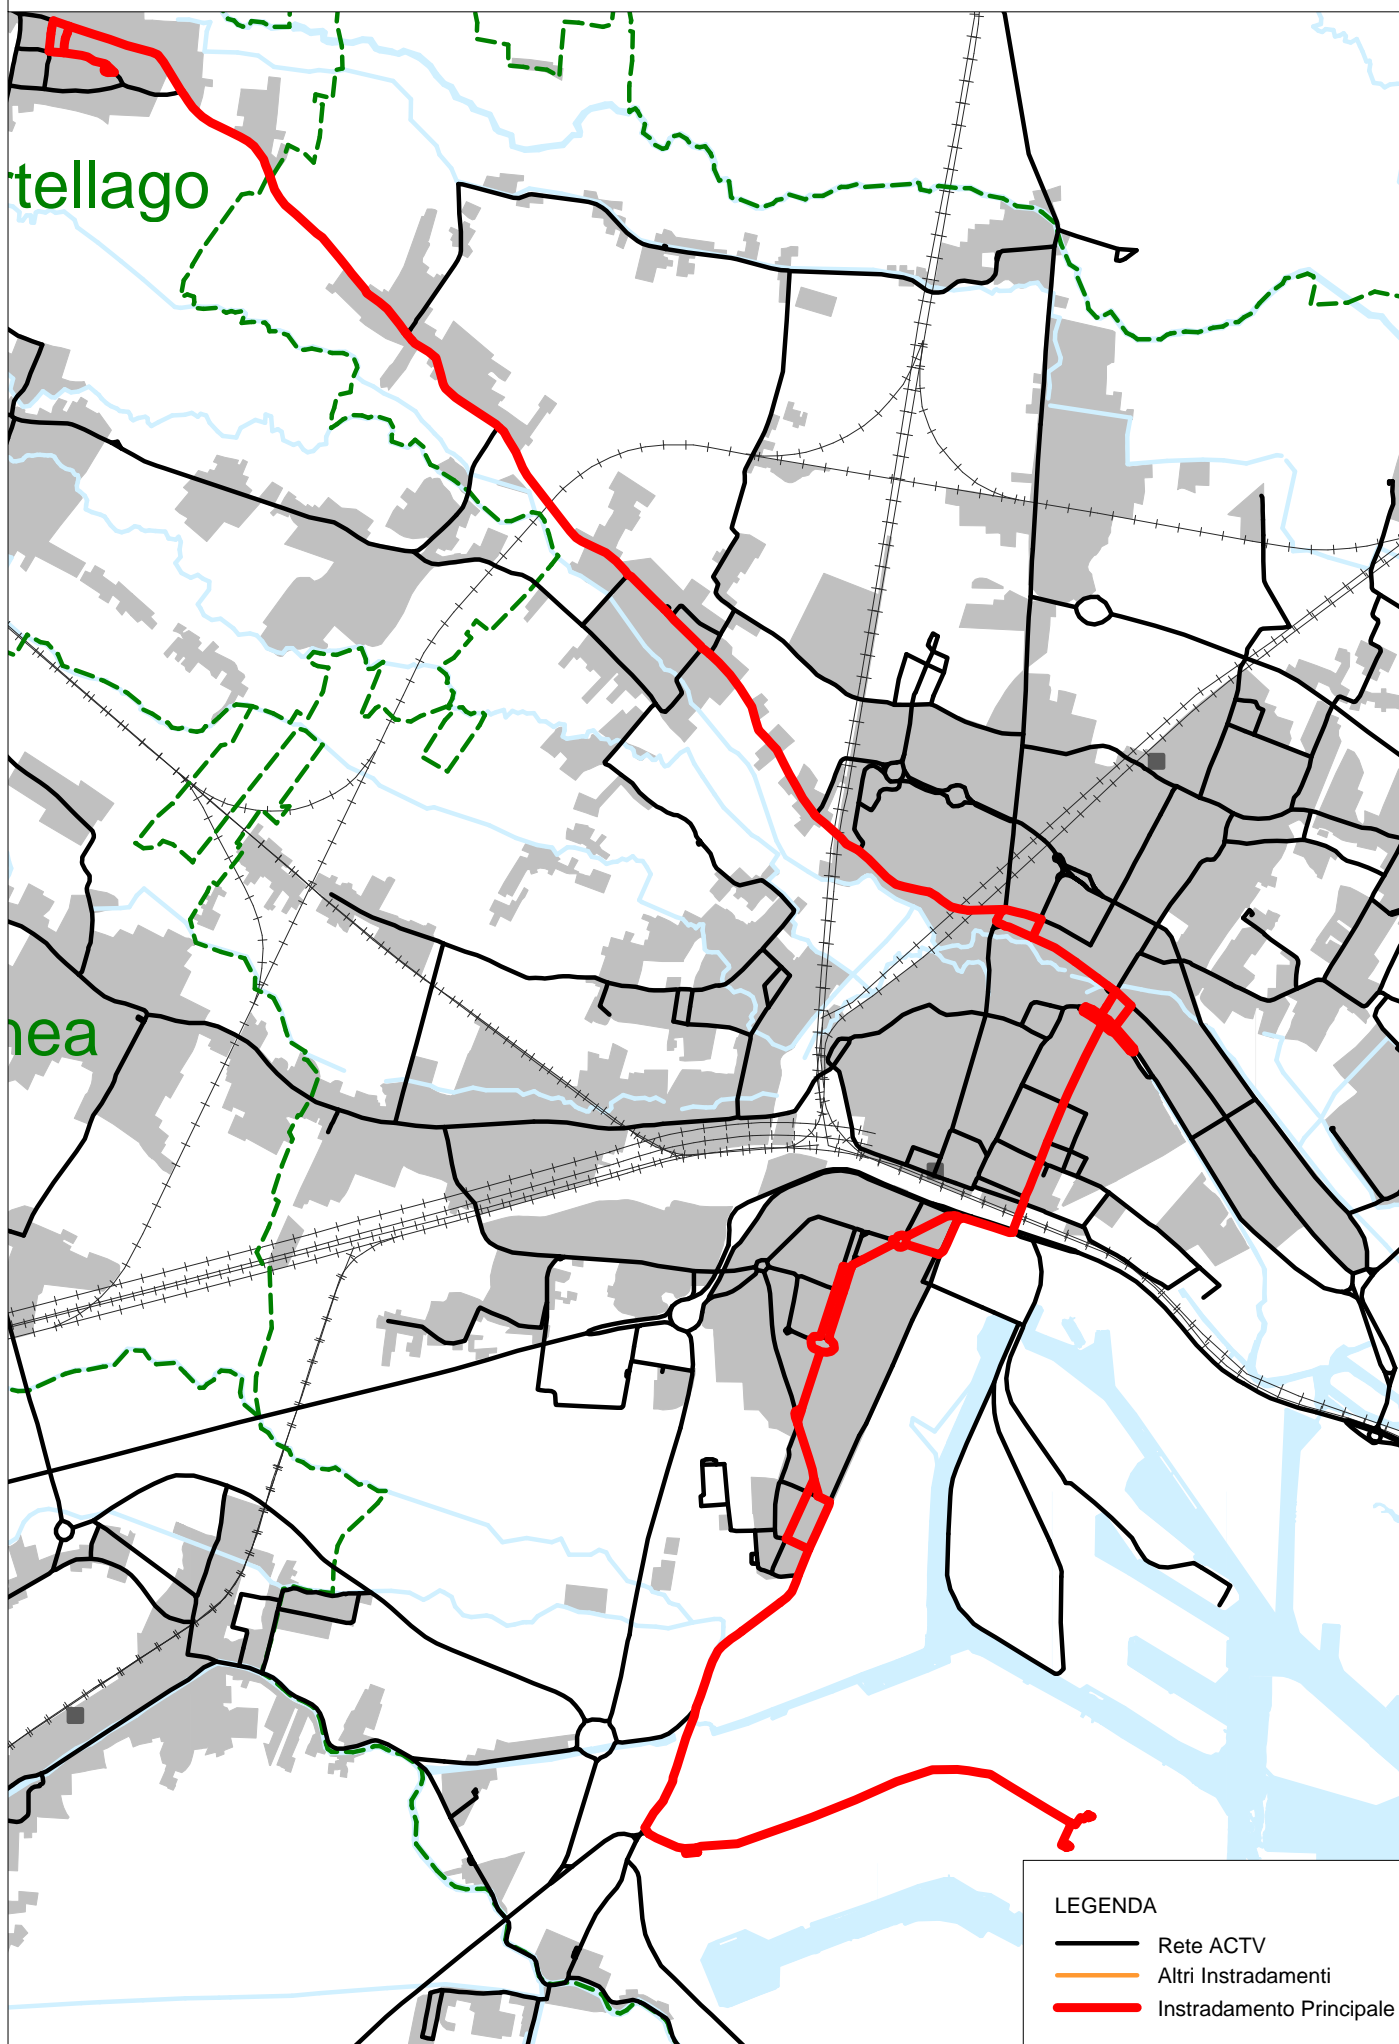 tellago
nea
LEGENDA
Rete ACTV
Altri Instradamenti
Instradamento Principale